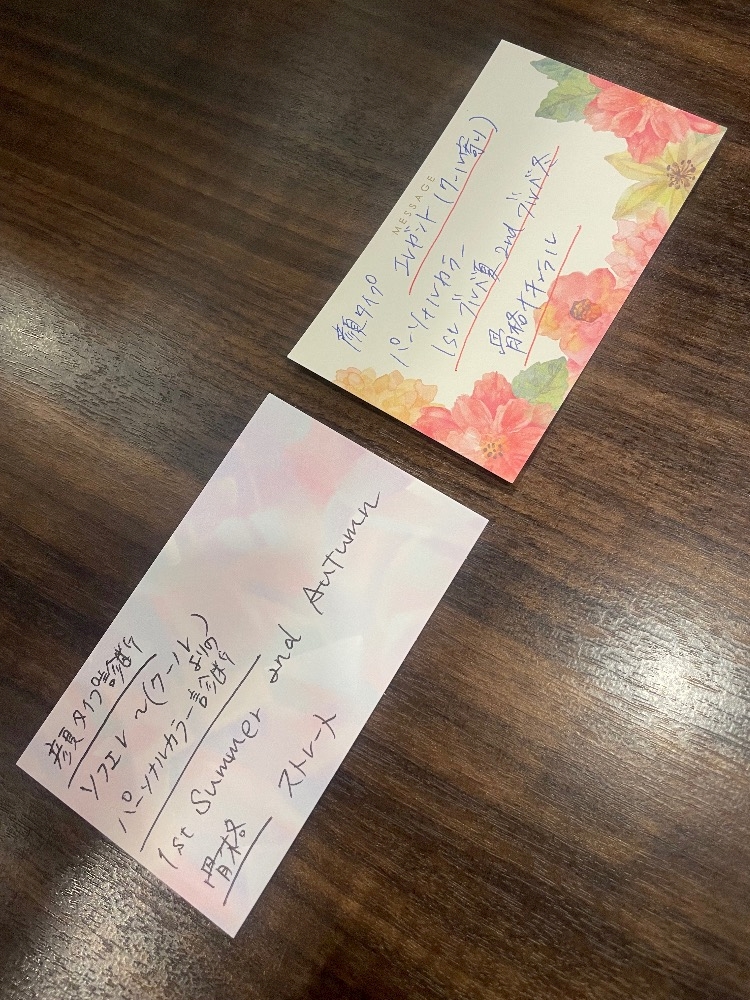 MESSAGE
顔タイプ
エレガント(クール寄り)
パーソナルカラー
1st ブルベ夏 2nd ブルベ冬
骨格ナチュラル
顔タイプ診断
ソフエレ〜(クールよりの)
パーソナルカラー診断
1st Summer 2nd Autumn
骨格 ストレート